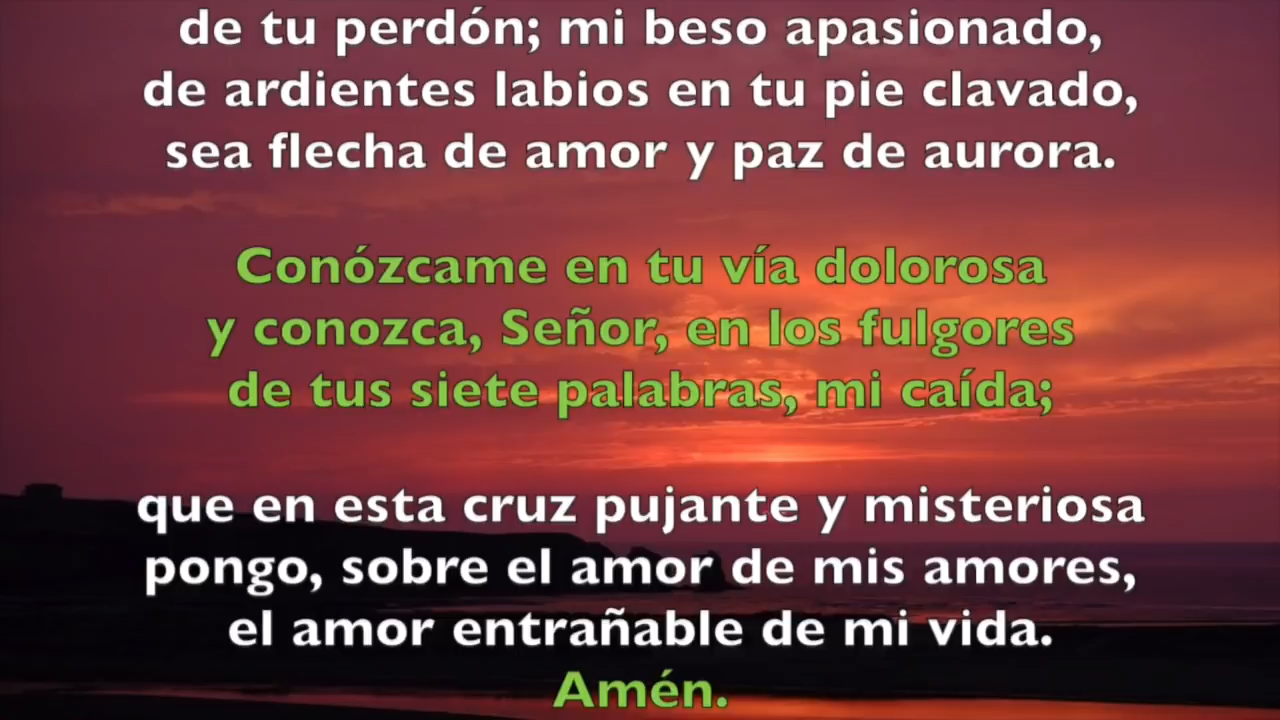 de tu perdón; mi beso apasionado,
de ardientes labios en tu pie clavado,
sea flecha de amor y paz de aurora.
Conózcame en tu vía dolorosa
y conozca, Señor, en los fulgores
de tus siete palabras, mi caída;
que en esta cruz pujante y misteriosa
pongo, sobre el amor de mis amores,
el amor entrañable de mi vida.
Amén.